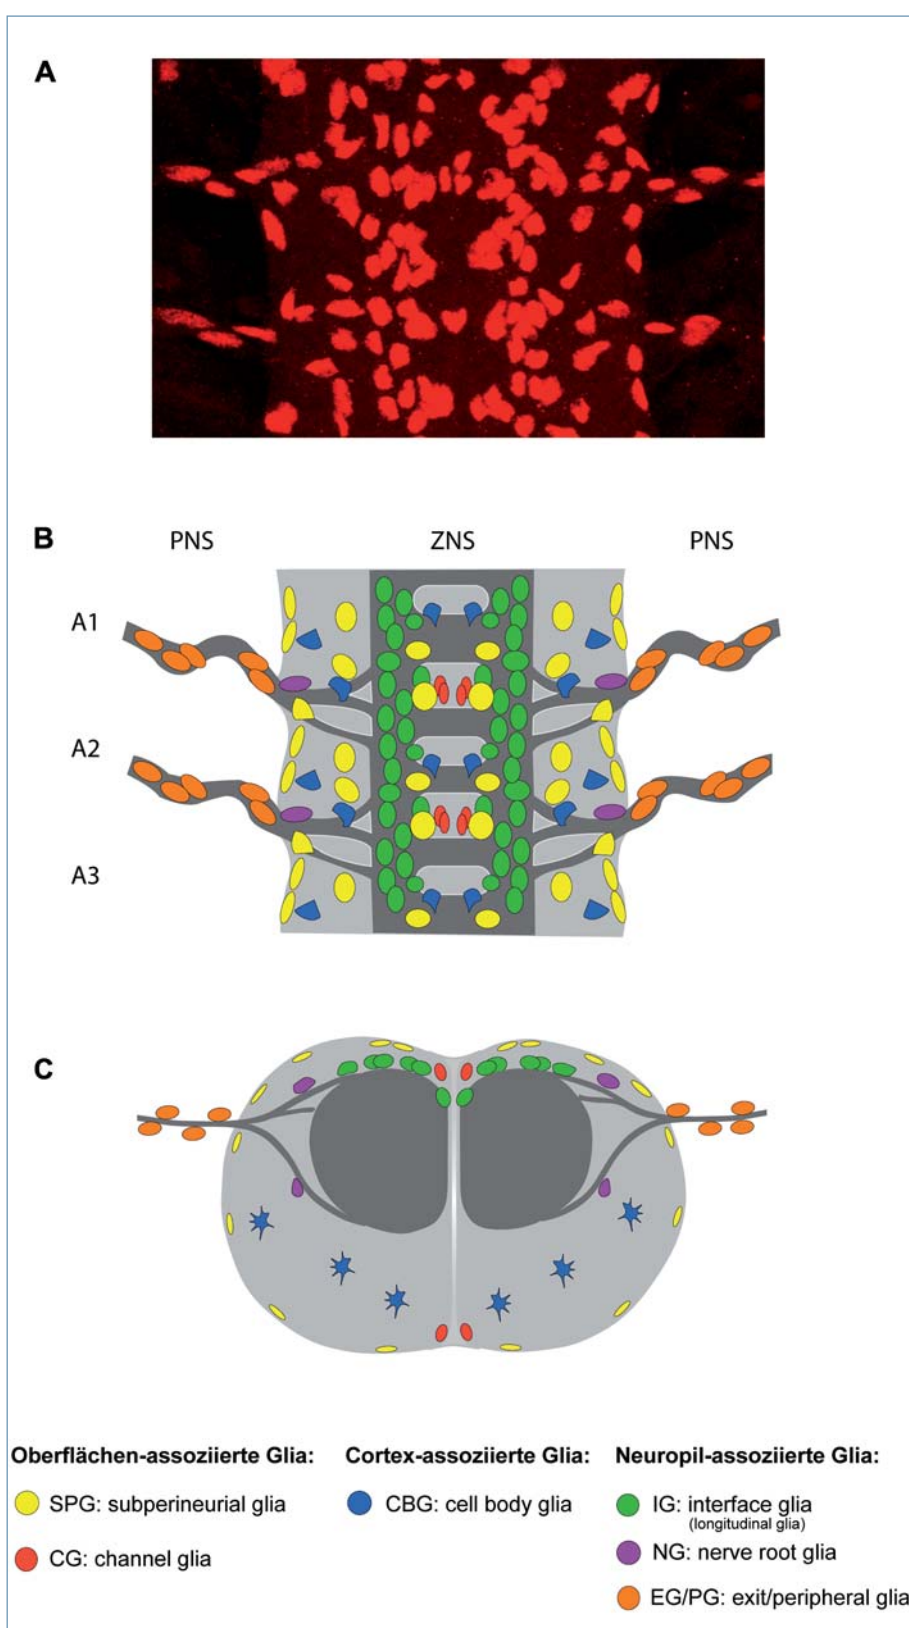 A
B
PNS ZNS PNS
A1
A2
A3
C
Oberflächen-assoziierte Glia:
SPG: subperineurial glia
CG: channel glia
Cortex-assoziierte Glia:
CBG: cell body glia
Neuropil-assoziierte Glia:
IG: interface glia
(longitudinal glia)
NG: nerve root glia
EG/PG: exit/peripheral glia